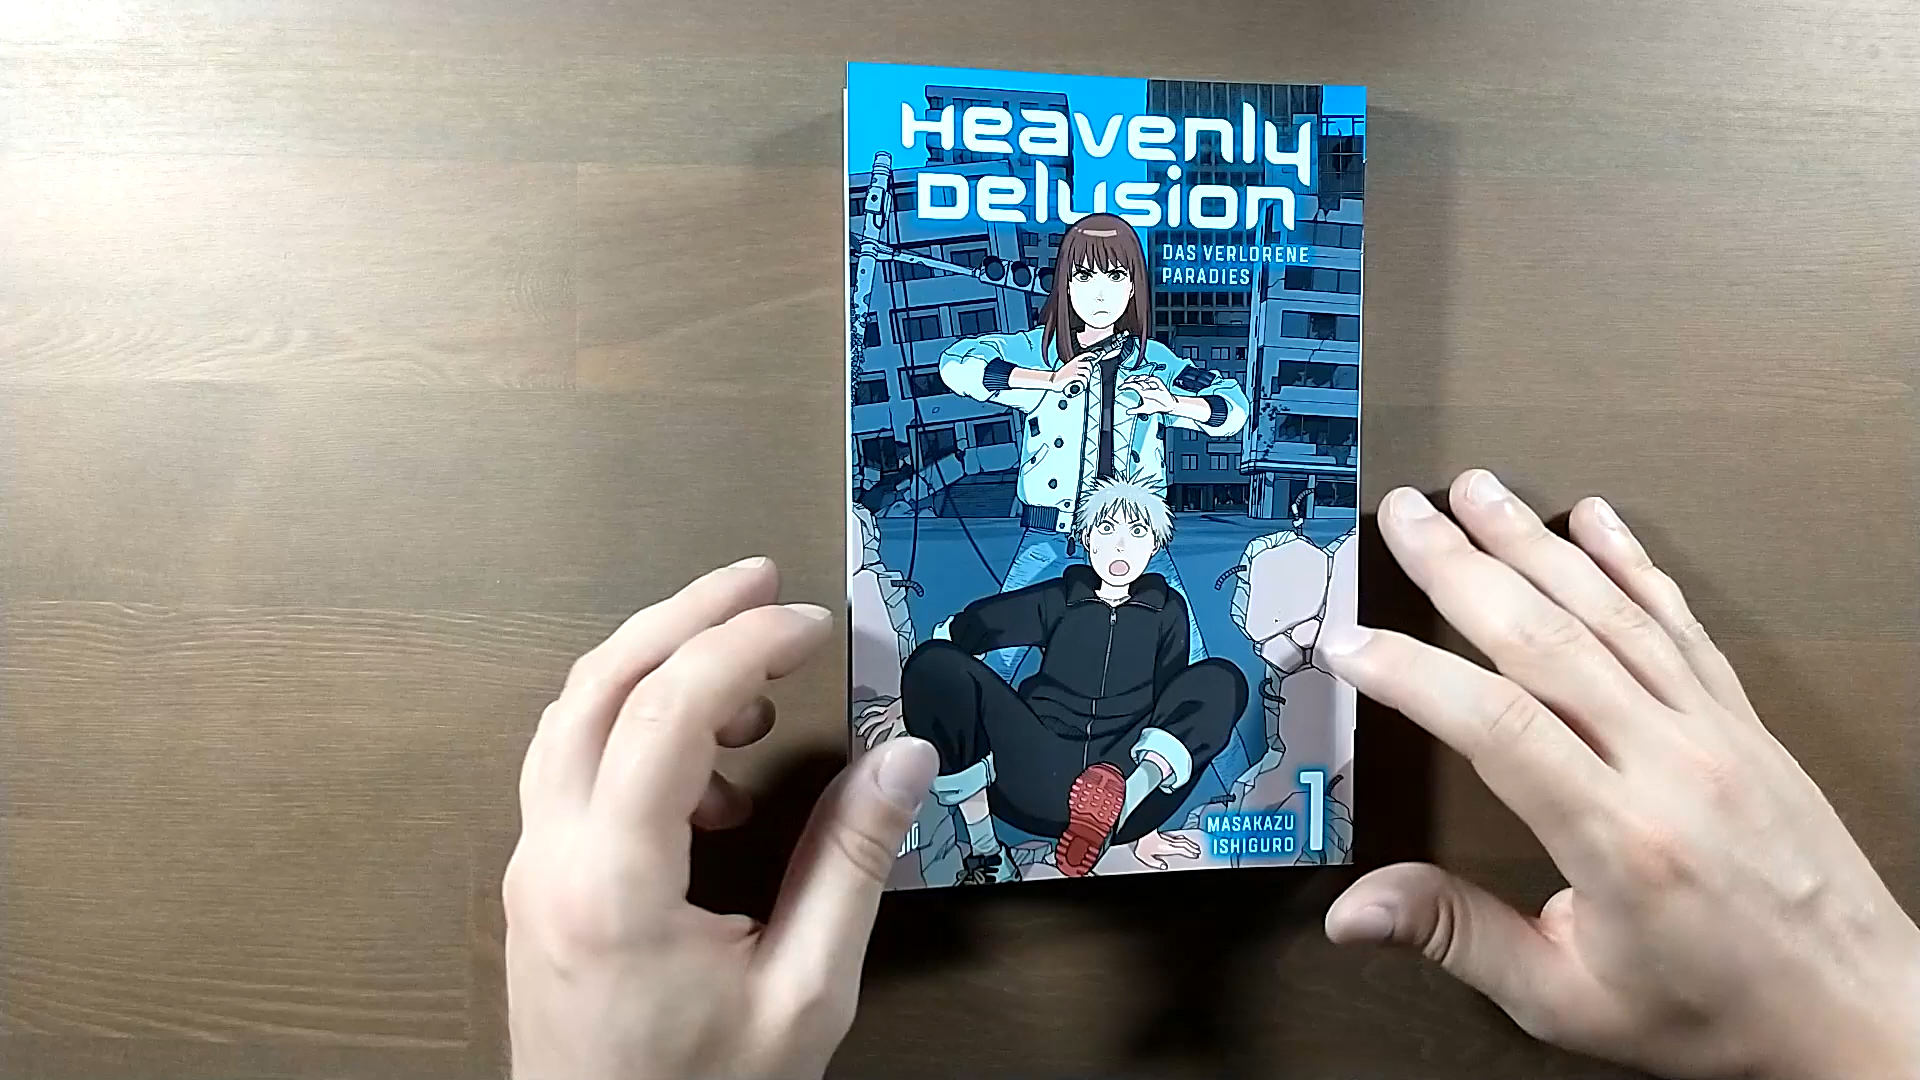 Heavenly
Delusion
DAS VERLORENE
PARADIES
MASAKAZU
ISHIGURO
1